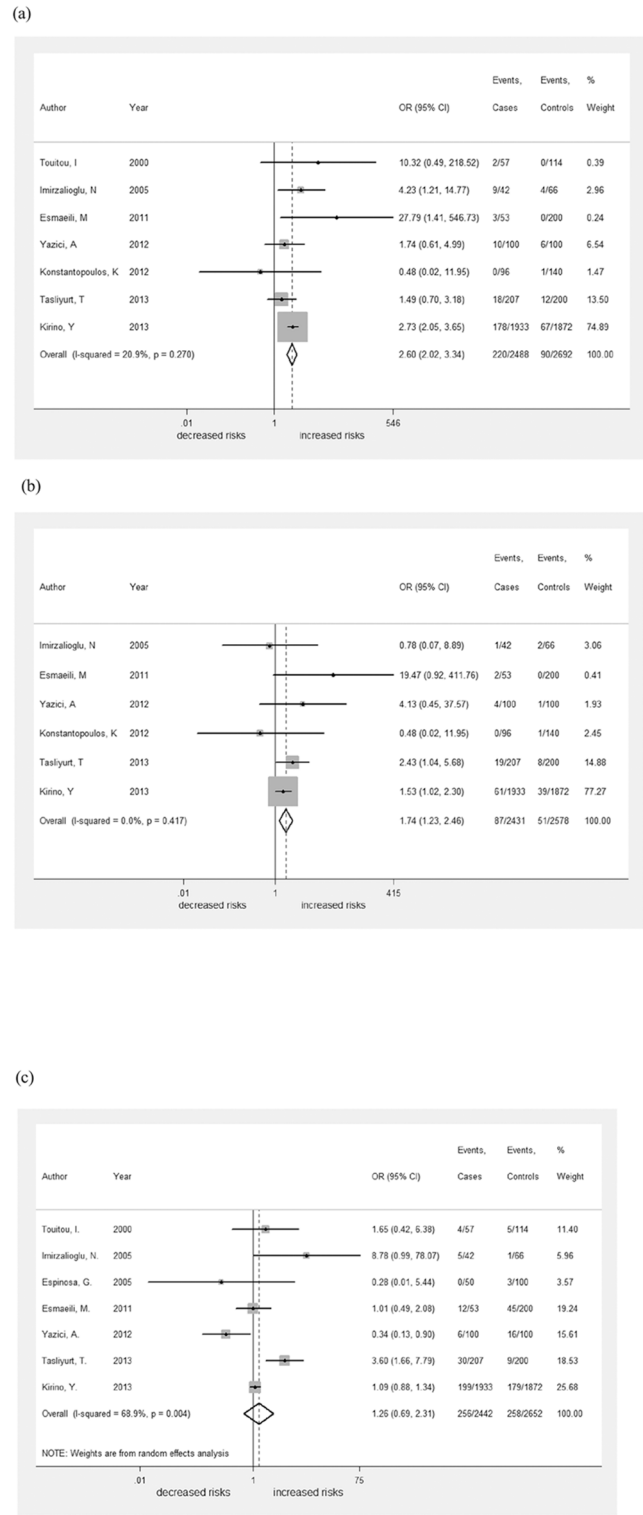 (a)
Events, Events, %
Author Year OR (95% CI) Cases Controls Weight
Touitou, I 2000 10.32 (0.49, 218.52) 2/57 0/114 0.39
Imirzalioglu, N 2005 4.23 (1.21, 14.77) 9/42 4/66 2.96
Esmaeili, M 2011 27.79 (1.41, 546.73) 3/53 0/200 0.24
Yazici, A 2012 1.74 (0.61, 4.99) 10/100 6/100 6.54
Konstantopoulos, K 2012 0.48 (0.02, 11.95) 0/96 1/140 1.47
Tasliyurt, T 2013 1.49 (0.70, 3.18) 18/207 12/200 13.50
Kirino, Y 2013 2.73 (2.05, 3.65) 178/1933 67/1872 74.89
Overall (I-squared = 20.9%, p = 0.270) 2.60 (2.02, 3.34) 220/2488 90/2692 100.00
.01 1 546
decreased risks increased risks
(b)
Events, Events, %
Author Year OR (95% CI) Cases Controls Weight
Imirzalioglu, N 2005 0.78 (0.07, 8.89) 1/42 2/66 3.06
Esmaeili, M 2011 19.47 (0.92, 411.76) 2/53 0/200 0.41
Yazici, A 2012 4.13 (0.45, 37.57) 4/100 1/100 1.93
Konstantopoulos, K 2012 0.48 (0.02, 11.95) 0/96 1/140 2.45
Tasliyurt, T 2013 2.43 (1.04, 5.68) 19/207 8/200 14.88
Kirino, Y 2013 1.53 (1.02, 2.30) 61/1933 39/1872 77.27
Overall (I-squared = 0.0%, p = 0.417) 1.74 (1.23, 2.46) 87/2431 51/2578 100.00
.01 1 415
decreased risks increased risks
(c)
Events, Events, %
Author Year OR (95% CI) Cases Controls Weight
Touitou, I. 2000 1.65 (0.42, 6.38) 4/57 5/114 11.40
Imirzalioglu, N. 2005 8.78 (0.99, 78.07) 5/42 1/66 5.96
Espinosa, G. 2005 0.28 (0.01, 5.44) 0/50 3/100 3.57
Esmaeili, M. 2011 1.01 (0.49, 2.08) 12/53 45/200 19.24
Yazici, A. 2012 0.34 (0.13, 0.90) 6/100 16/100 15.61
Tasliyurt, T. 2013 3.60 (1.66, 7.79) 30/207 9/200 18.53
Kirino, Y. 2013 1.09 (0.88, 1.34) 199/1933 179/1872 25.68
Overall (I-squared = 68.9%, p = 0.004) 1.26 (0.69, 2.31) 256/2442 258/2652 100.00
NOTE: Weights are from random effects analysis
.01 1 75
decreased risks increased risks